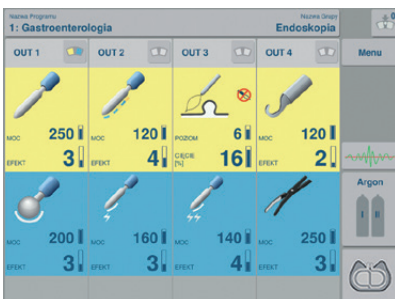 Nazwa Programu
Nazwa Grupy
1: Gastroenterologia
Endoskopia
OUT 1
OUT 2
OUT 3
OUT 4
Menu
MOC 250
MOC 120
POZIOM 6
MOC 120
EFEKT 3
EFEKT 4
CIĘCIE [%] 16
EFEKT 2
Argon
I II
MOC 200
MOC 160
MOC 140
MOC 250
EFEKT 3
EFEKT 3
EFEKT 4
EFEKT 3